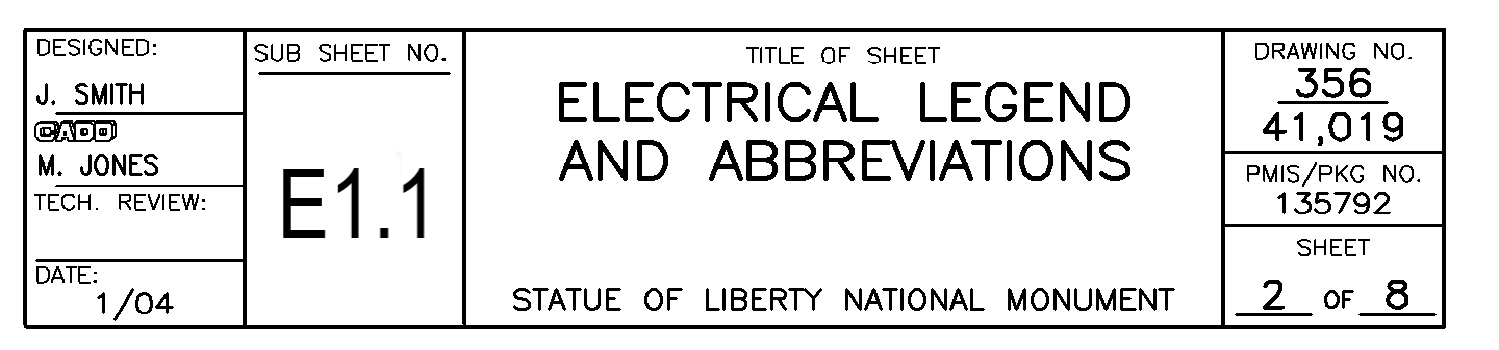 DESIGNED:
J. SMITH
CADD
M. JONES
TECH. REVIEW:
DATE:
1/04
SUB SHEET NO.
E1.1
TITLE OF SHEET
ELECTRICAL LEGEND
AND ABBREVIATIONS
STATUE OF LIBERTY NATIONAL MONUMENT
DRAWING NO.
356
41,019
PMIS/PKG NO.
135792
SHEET
2 OF 8